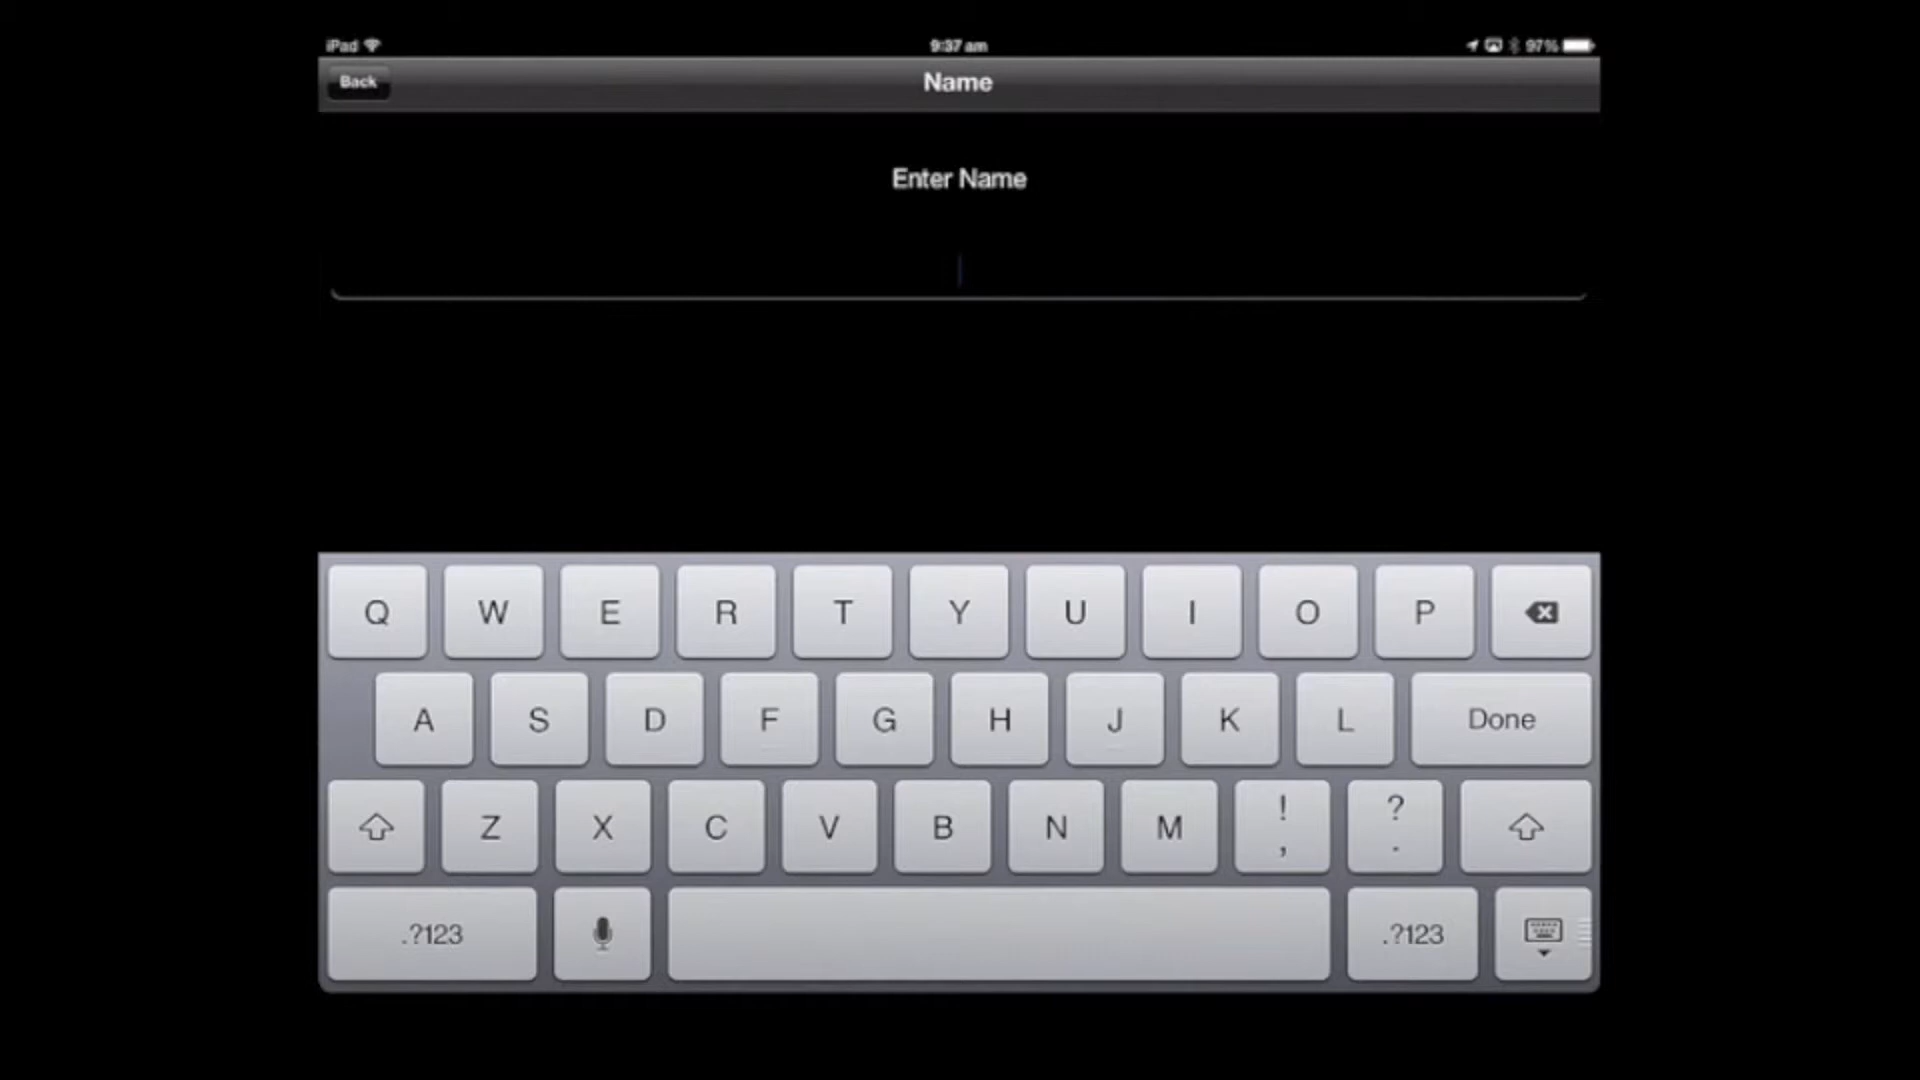 iPad 9:37 am 97%
Back Name
Enter Name
Q W E R T Y U I O P
A S D F G H J K L Done
Z X C V B N M ! , ? .
.?123 .?123